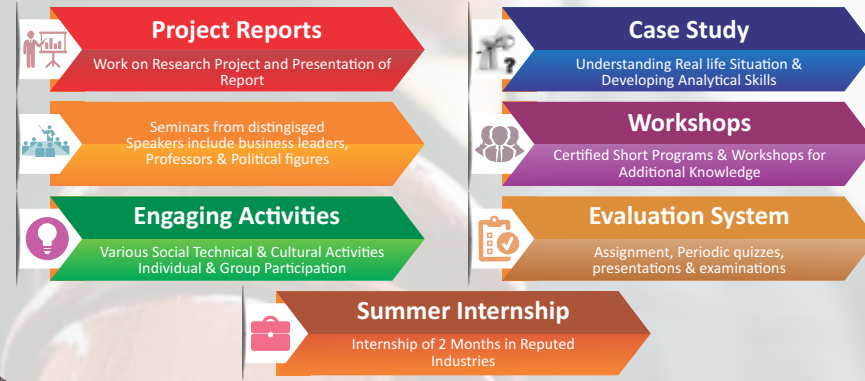 Project Reports
Work on Research Project and Presentation of
Report
Case Study
Understanding Real life Situation &
Developing Analytical Skills
Seminars from distingisged
Speakers include business leaders,
Professors & Political figures
Workshops
Certified Short Programs & Workshops for
Additional Knowledge
Engaging Activities
Various Social Technical & Cultural Activities
Individual & Group Participation
Evaluation System
Assignment, Periodic quizzes,
presentations & examinations
Summer Internship
Internship of 2 Months in Reputed
Industries